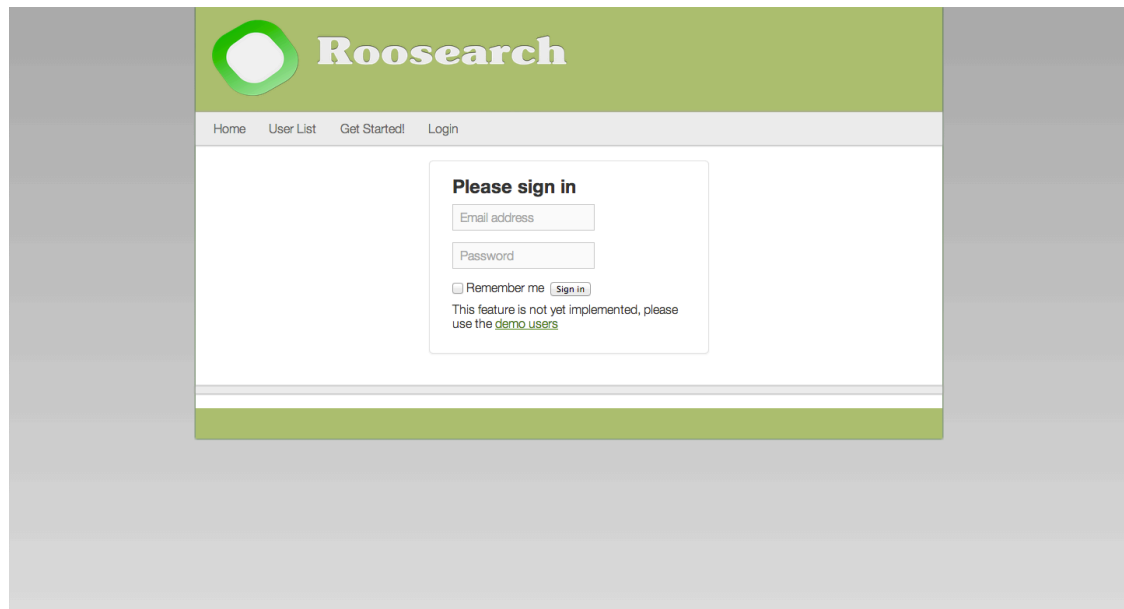 Roosearch
Home User List Get Started! Login
Please sign in
Email address
Password
Remember me Sign in
This feature is not yet implemented, please
use the demo users